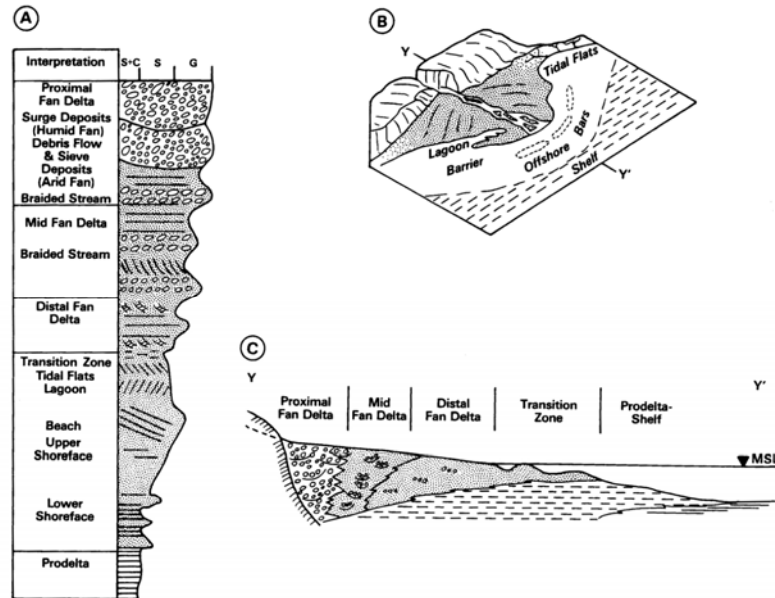 A
Interpretation
S+C
S
G
Proximal
Fan Delta
Surge Deposits
(Humid Fan)
Debris Flow
& Sieve
Deposits
(Arid Fan)
Braided Stream
Mid Fan Delta
Braided Stream
Distal Fan
Delta
Transition Zone
Tidal Flats
Lagoon
Beach
Upper
Shoreface
Lower
Shoreface
Prodelta
B
Y
Tidal Flats
Lagoon
Barrier
Offshore
Bars
Shelf
Y'
C
Y
Y'
Proximal
Fan Delta
Mid
Fan Delta
Distal
Fan Delta
Transition
Zone
Prodelta-
Shelf
MSL